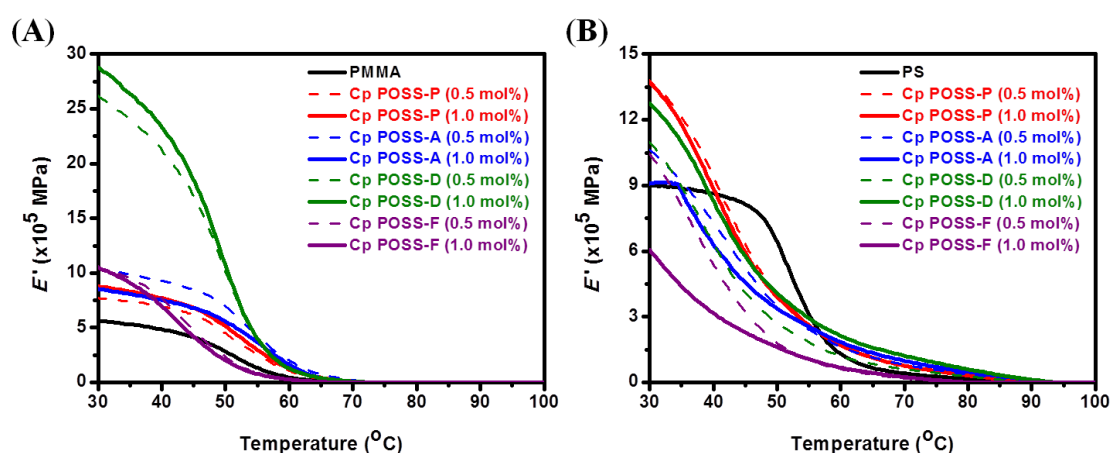 (A)
E' (x10⁵ MPa)
30
25
20
15
10
5
0
PMMA
Cp POSS-P (0.5 mol%)
Cp POSS-P (1.0 mol%)
Cp POSS-A (0.5 mol%)
Cp POSS-A (1.0 mol%)
Cp POSS-D (0.5 mol%)
Cp POSS-D (1.0 mol%)
Cp POSS-F (0.5 mol%)
Cp POSS-F (1.0 mol%)
30 40 50 60 70 80 90 100
Temperature (°C)
(B)
E' (x10⁵ MPa)
15
12
9
6
3
0
PS
Cp POSS-P (0.5 mol%)
Cp POSS-P (1.0 mol%)
Cp POSS-A (0.5 mol%)
Cp POSS-A (1.0 mol%)
Cp POSS-D (0.5 mol%)
Cp POSS-D (1.0 mol%)
Cp POSS-F (0.5 mol%)
Cp POSS-F (1.0 mol%)
30 40 50 60 70 80 90 100
Temperature (°C)